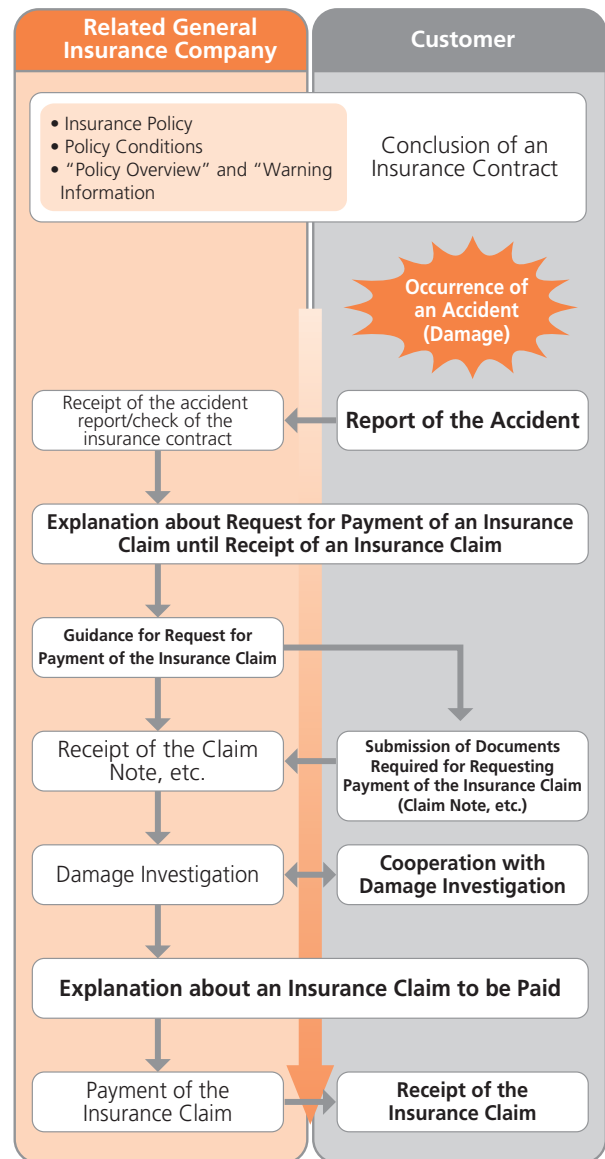 Related General
Insurance Company
Customer
• Insurance Policy
• Policy Conditions
• “Policy Overview” and “Warning
Information
Conclusion of an
Insurance Contract
Occurrence of
an Accident
(Damage)
Receipt of the accident
report/check of the
insurance contract
Report of the Accident
Explanation about Request for Payment of an Insurance
Claim until Receipt of an Insurance Claim
Guidance for Request for
Payment of the Insurance Claim
Receipt of the Claim
Note, etc.
Submission of Documents
Required for Requesting
Payment of the Insurance Claim
(Claim Note, etc.)
Damage Investigation
Cooperation with
Damage Investigation
Explanation about an Insurance Claim to be Paid
Payment of the
Insurance Claim
Receipt of the
Insurance Claim